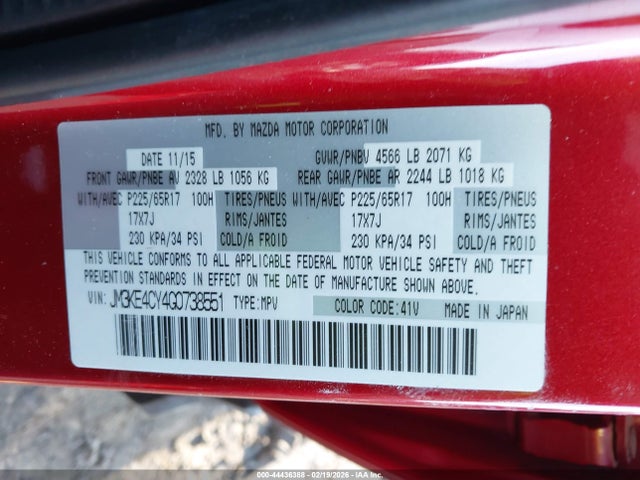 MFD. BY MAZDA MOTOR CORPORATION
DATE 11/15 GVWR/PNBV 4566 LB 2071 KG
FRONT GAWR/PNBE AV 2328 LB 1056 KG REAR GAWR/PNBE AR 2244 LB 1018 KG
WITH/AVEC P225/65R17 100H TIRES/PNEUS WITH/AVEC P225/65R17 100H TIRES/PNEUS
17X7J RIMS/JANTES 17X7J RIMS/JANTES
230 KPA/34 PSI COLD/A FROID 230 KPA/34 PSI COLD/A FROID
THIS VEHICLE CONFORMS TO ALL APPLICABLE FEDERAL MOTOR VEHICLE SAFETY AND THEFT
PREVENTION STANDARDS IN EFFECT ON THE DATE OF MANUFACTURE SHOWN ABOVE.
VIN: JM3KE4CY4G0738551 TYPE:MPV COLOR CODE:41V MADE IN JAPAN
000-44436388 - 02/19/2026 - IAA Inc.